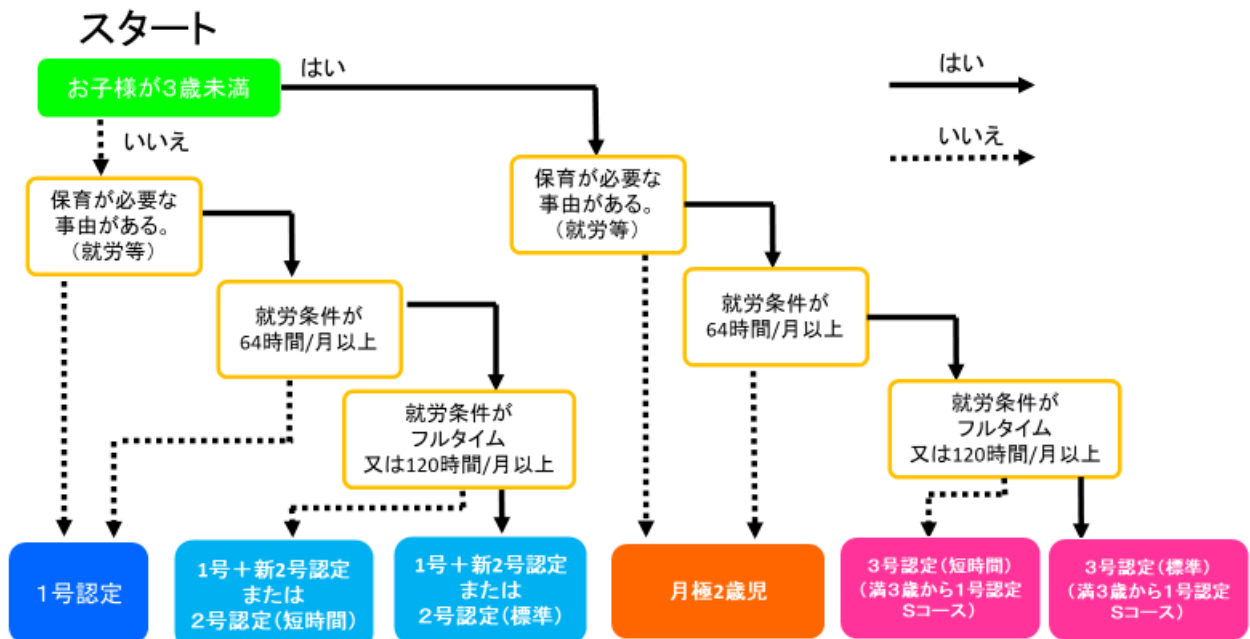 スタート
お子様が3歳未満
はい
いいえ
はい
いいえ
保育が必要な
事由がある。
(就労等)
保育が必要な
事由がある。
(就労等)
就労条件が
64時間/月以上
就労条件が
64時間/月以上
就労条件が
フルタイム
又は120時間/月以上
就労条件が
フルタイム
又は120時間/月以上
1号認定
1号+新2号認定
または
2号認定(短時間)
1号+新2号認定
または
2号認定(標準)
月極2歳児
3号認定(短時間)
(満3歳から1号認定
Sコース)
3号認定(標準)
(満3歳から1号認定
Sコース)